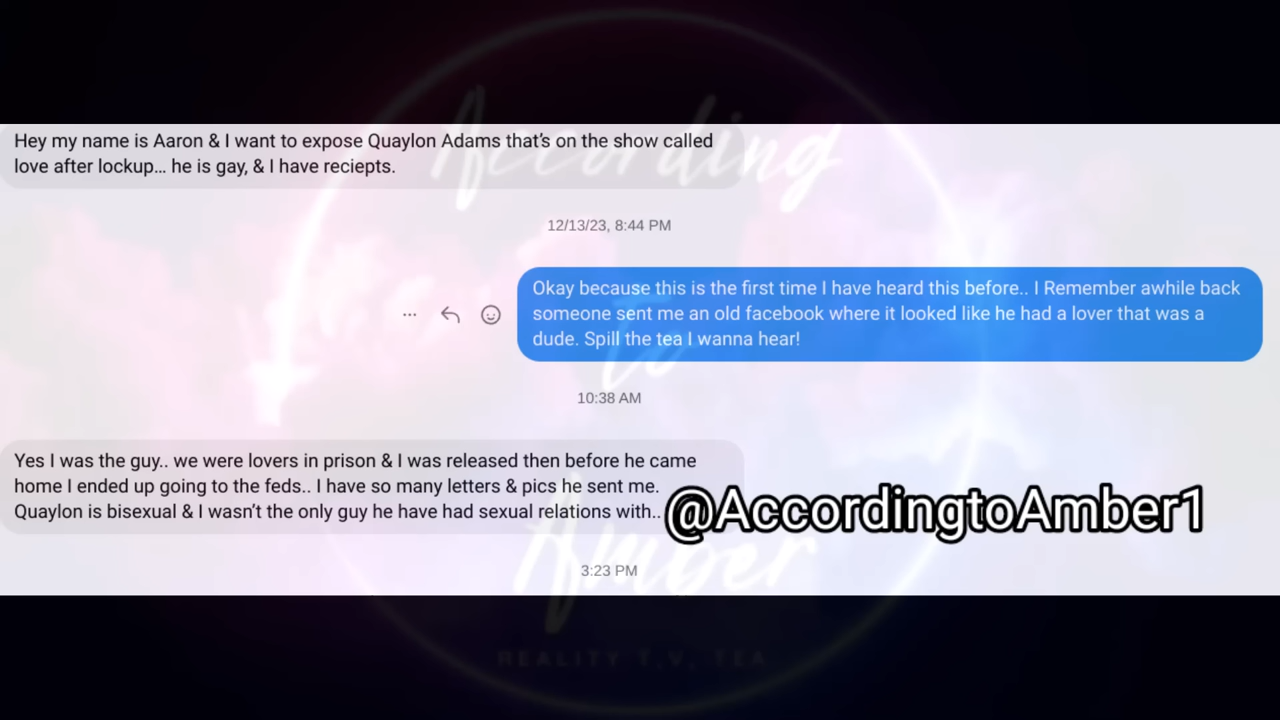 Hey my name is Aaron & I want to expose Quaylon Adams that's on the show called
love after lockup... he is gay, & I have reciepts.
12/13/23, 8:44 PM
Okay because this is the first time I have heard this before.. I Remember awhile back
someone sent me an old facebook where it looked like he had a lover that was a
dude. Spill the tea I wanna hear!
10:38 AM
Yes I was the guy.. we were lovers in prison & I was released then before he came
home I ended up going to the feds.. I have so many letters & pics he sent me.
Quaylon is bisexual & I wasn't the only guy he have had sexual relations with..
@AccordingtoAmber1
3:23 PM
According
to
Amber
REALITY T.V. TEA